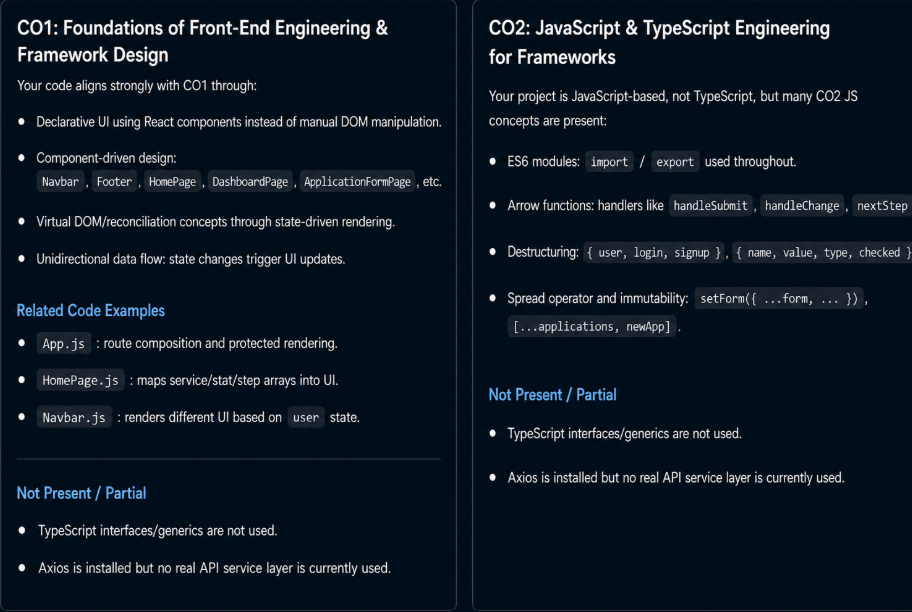 CO1: Foundations of Front-End Engineering &
Framework Design
Your code aligns strongly with CO1 through:
• Declarative UI using React components instead of manual DOM manipulation.
• Component-driven design:
Navbar , Footer , HomePage , DashboardPage , ApplicationFormPage , etc.
• Virtual DOM/reconciliation concepts through state-driven rendering.
• Unidirectional data flow: state changes trigger UI updates.
Related Code Examples
• App.js : route composition and protected rendering.
• HomePage.js : maps service/stat/step arrays into UI.
• Navbar.js : renders different UI based on user state.
Not Present / Partial
• TypeScript interfaces/generics are not used.
• Axios is installed but no real API service layer is currently used.
CO2: JavaScript & TypeScript Engineering
for Frameworks
Your project is JavaScript-based, not TypeScript, but many CO2 JS
concepts are present:
• ES6 modules: import / export used throughout.
• Arrow functions: handlers like handleSubmit , handleChange , nextStep
• Destructuring: { user, login, signup } , { name, value, type, checked }
• Spread operator and immutability: setForm({ ...form, ... }) ,
[...applications, newApp] .
Not Present / Partial
• TypeScript interfaces/generics are not used.
• Axios is installed but no real API service layer is currently used.